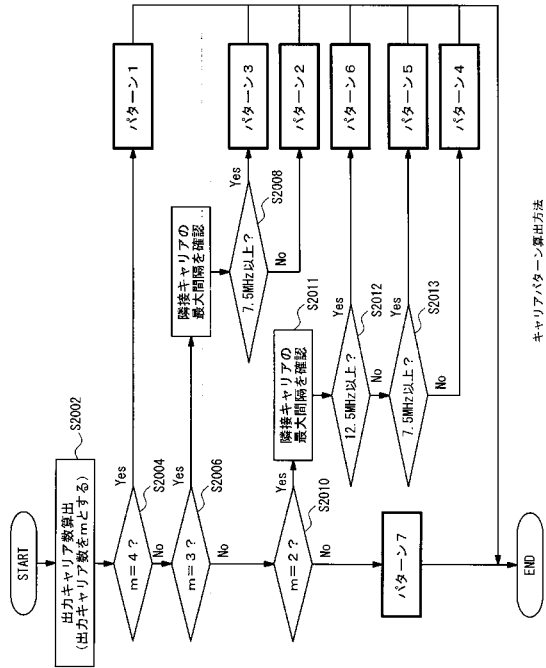 START
S2002
出力キャリア数算出
(出力キャリア数をmとする)
S2004
m=4?
Yes
No
パターン1
S2006
m=3?
Yes
No
隣接キャリアの
最大間隔を確認
S2008
7.5MHz以上?
Yes
No
パターン3
パターン2
S2010
m=2?
Yes
No
S2011
隣接キャリアの
最大間隔を確認
S2012
12.5MHz以上?
Yes
No
パターン6
S2013
7.5MHz以上?
Yes
No
パターン5
パターン4
パターン7
END
キャリアパターン算出方法